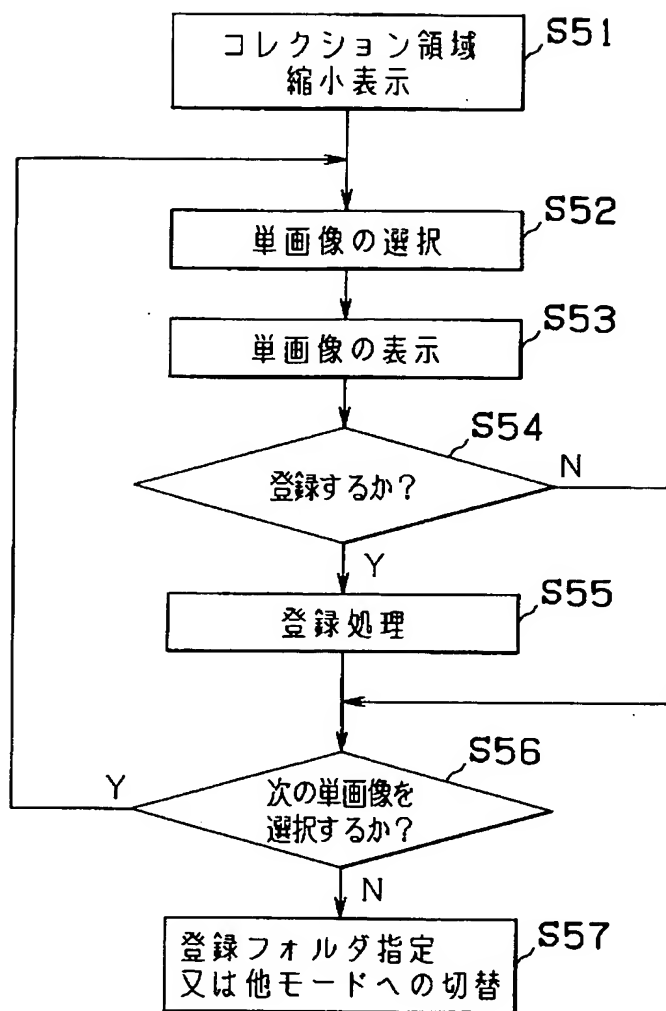 コレクション領域
縮小表示
S51
単画像の選択
S52
単画像の表示
S53
登録するか?
S54
N
Y
登録処理
S55
次の単画像を
選択するか?
S56
Y
N
登録フォルダ指定
又は他モードへの切替
S57